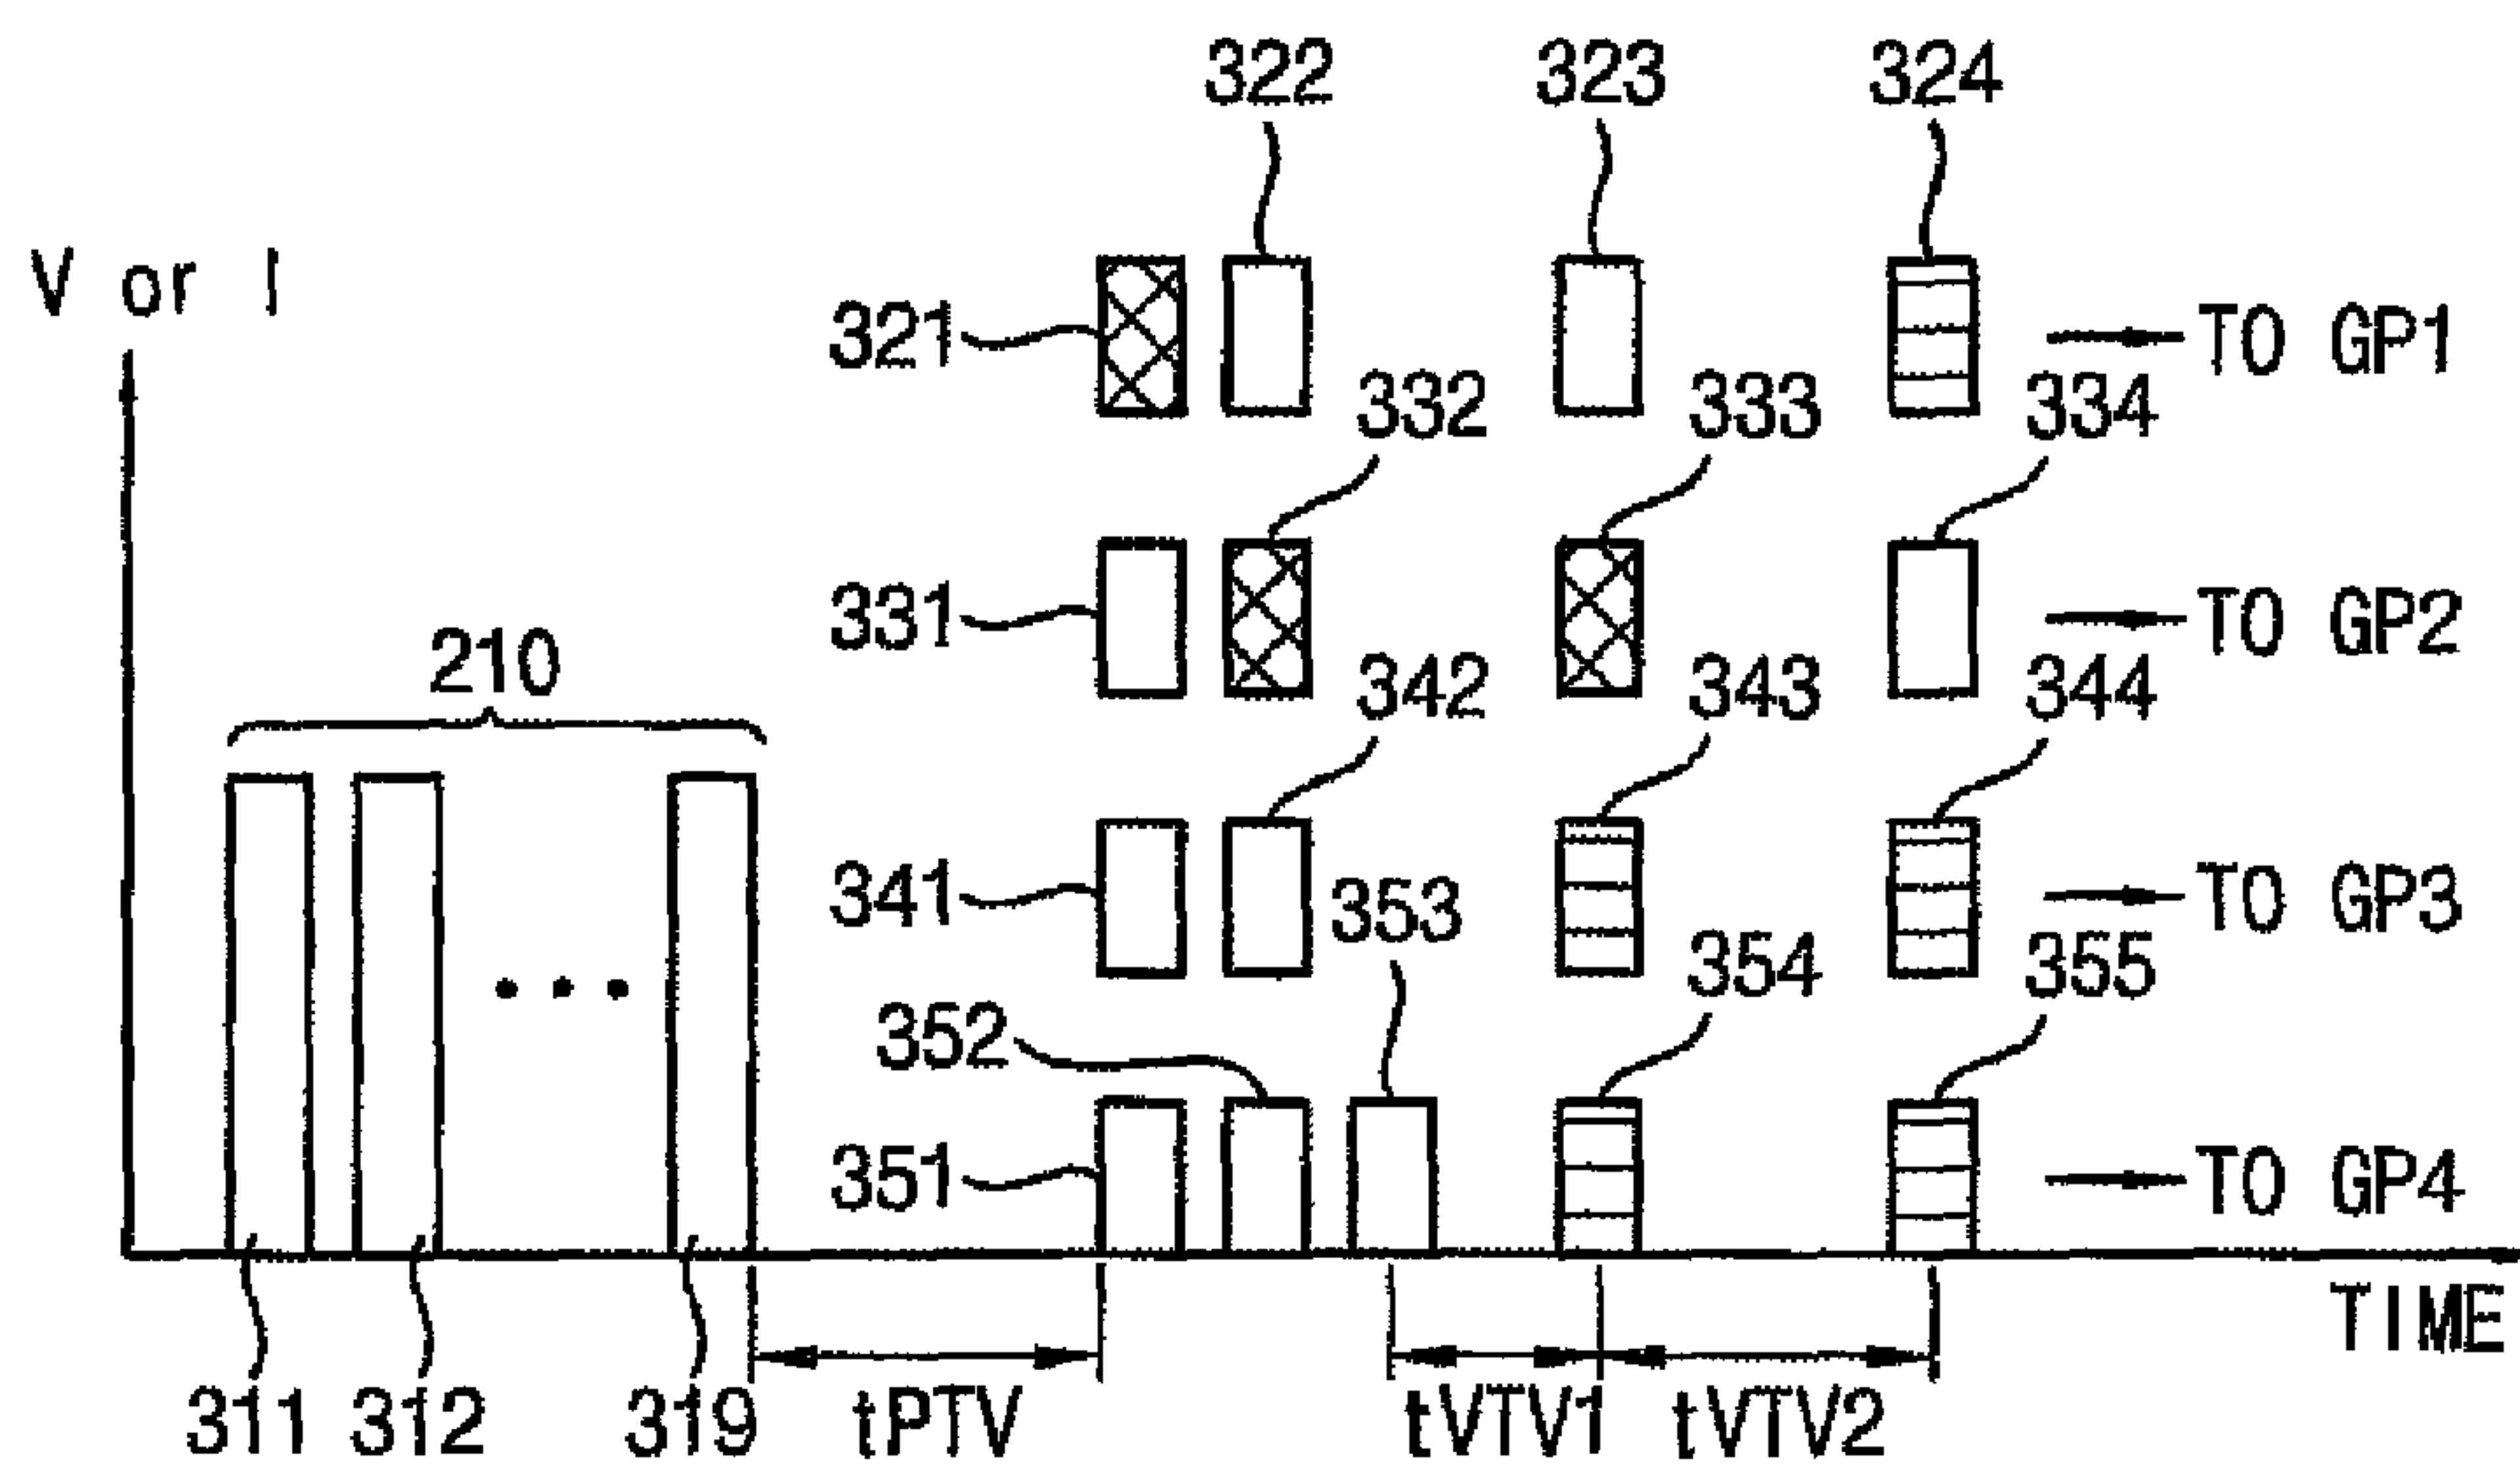 322 323 324
V or I
321 TO GP1
332 333 334
331 TO GP2
210
342 343 344
341 TO GP3
353
354 355
352
351 TO GP4
TIME
311 312 319 tPTV tVTV1 tVTV2